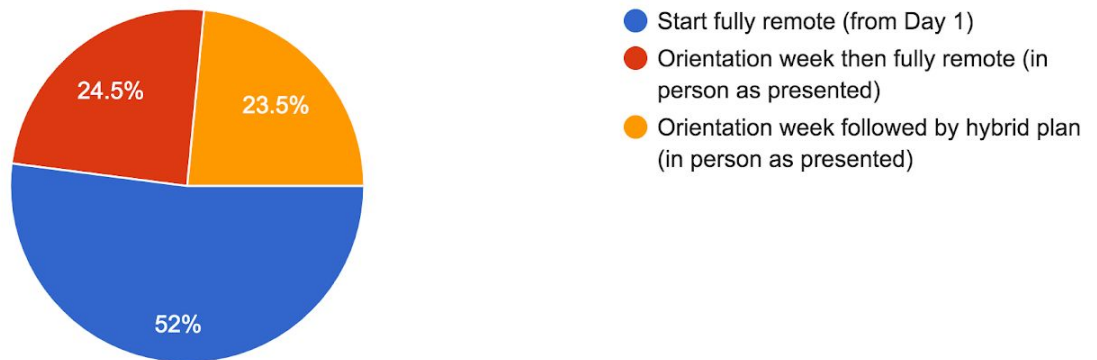 24.5%
23.5%
52%
Start fully remote (from Day 1)
Orientation week then fully remote (in
person as presented)
Orientation week followed by hybrid plan
(in person as presented)